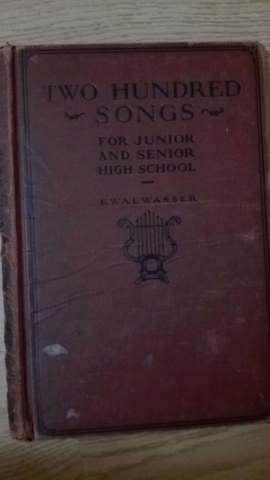 TWO HUNDRED
SONGS
FOR JUNIOR
AND SENIOR
HIGH SCHOOL
KWALWASSER